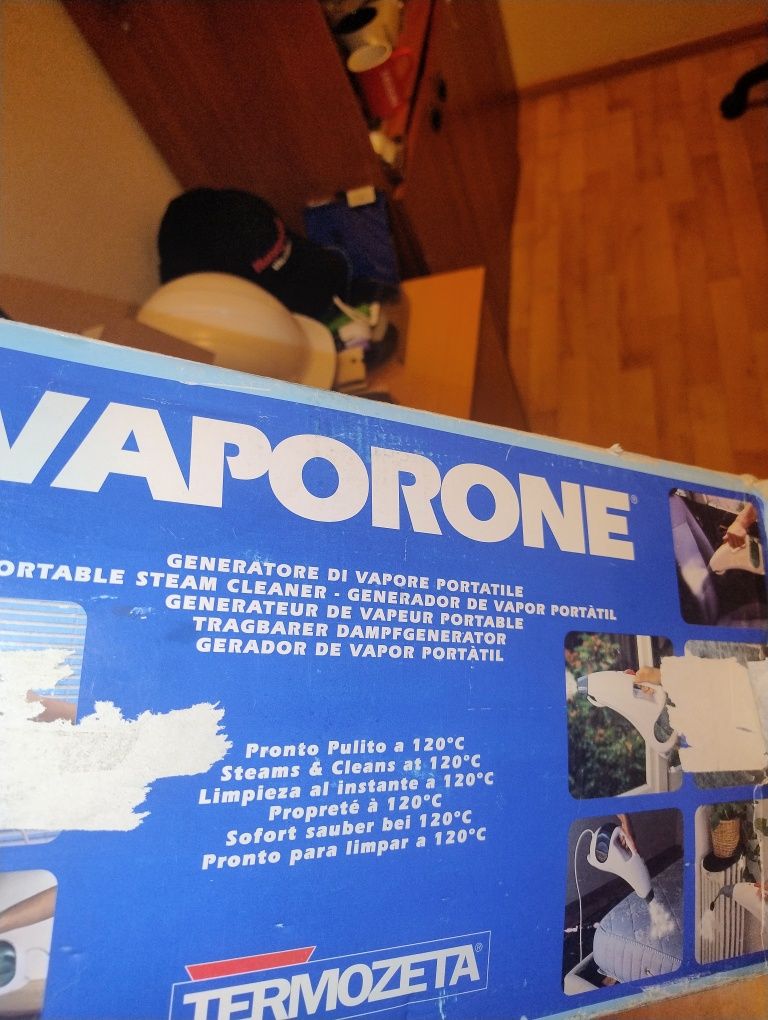 VAPORONE®
GENERATORE DI VAPORE PORTATILE
PORTABLE STEAM CLEANER - GENERADOR DE VAPOR PORTÀTIL
GENERATEUR DE VAPEUR PORTABLE
TRAGBARER DAMPFGENERATOR
GERADOR DE VAPOR PORTÀTIL
Pronto Pulito a 120°C
Steams & Cleans at 120°C
Limpieza al instante a 120°C
Propreté à 120°C
Sofort sauber bei 120°C
Pronto para limpar a 120°C
TERMOZETA®